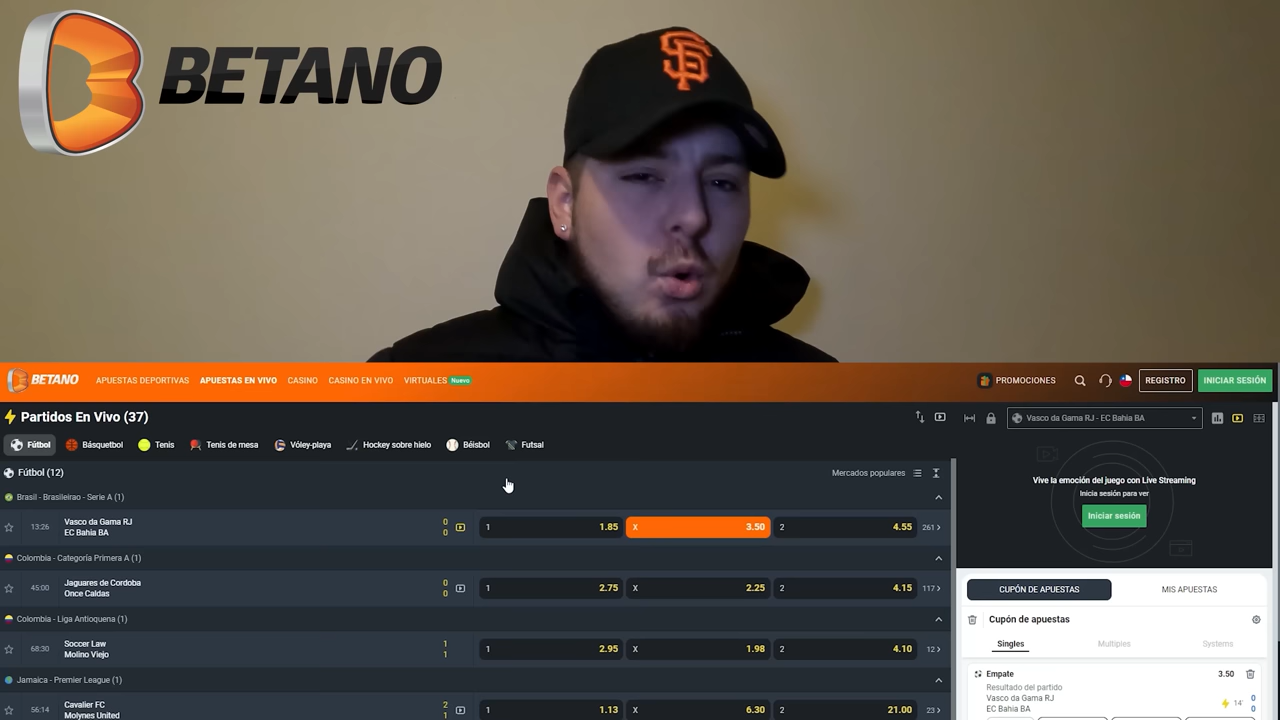 SF
BETANO
BETANO
APUESTAS DEPORTIVAS
APUESTAS EN VIVO
CASINO
CASINO EN VIVO
VIRTUALES Nuevo
PROMOCIONES
REGISTRO
INICIAR SESIÓN
Partidos En Vivo (37)
Vasco da Gama RJ - EC Bahia BA
Fútbol
Básquetbol
Tenis
Tenis de mesa
Vóley-playa
Hockey sobre hielo
Béisbol
Futsal
Fútbol (12)
Mercados populares
Vive la emoción del juego con Live Streaming
Inicia sesión para ver
Iniciar sesión
Brasil - Brasileirao - Serie A (1)
13:26
Vasco da Gama RJ 0
EC Bahia BA 0
1 1.85
X 3.50
2 4.55
261
Colombia - Categoría Primera A (1)
45:00
Jaguares de Cordoba 0
Once Caldas 0
1 2.75
X 2.25
2 4.15
117
Colombia - Liga Antioquena (1)
68:30
Soccer Law 1
Molino Viejo 1
1 2.95
X 1.98
2 4.10
12
Jamaica - Premier League (1)
56:14
Cavalier FC 2
Molynes United 1
1 1.13
X 6.30
2 21.00
23
CUPÓN DE APUESTAS
MIS APUESTAS
Cupón de apuestas
Singles
Multiples
Systems
Empate 3.50
Resultado del partido
Vasco da Gama RJ 0
EC Bahia BA 0
14'